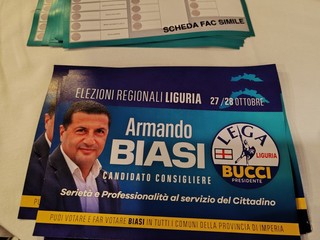 SCHEDA FAC SIMILE
ELEZIONI REGIONALI LIGURIA 27/28 OTTOBRE
Armando
BIASI
CANDIDATO CONSIGLIERE
LEGA
LIGURIA
BUCCI
PRESIDENTE
Serietà e Professionalità al servizio del Cittadino
PUOI VOTARE E FAR VOTARE BIASI IN TUTTI I COMUNI DELLA PROVINCIA DI IMPERIA